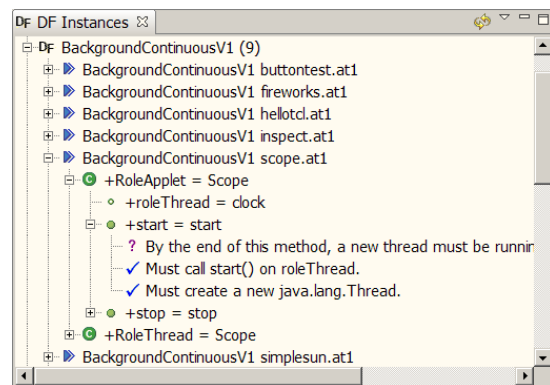 DF DF Instances
DF BackgroundContinuousV1 (9)
BackgroundContinuousV1 buttontest.at1
BackgroundContinuousV1 fireworks.at1
BackgroundContinuousV1 hellotcl.at1
BackgroundContinuousV1 inspect.at1
BackgroundContinuousV1 scope.at1
C +RoleApplet = Scope
+roleThread = clock
+start = start
? By the end of this method, a new thread must be runnin
Must call start() on roleThread.
Must create a new java.lang.Thread.
+stop = stop
C +RoleThread = Scope
BackgroundContinuousV1 simplesun.at1